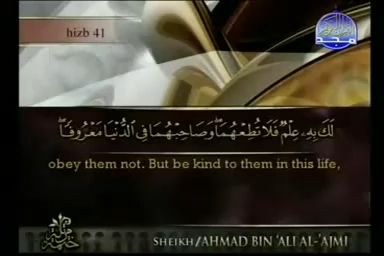 hizb 41
لَكَ بِهِۦ عِلْمٌ فَلَا تُطِعْهُمَا ۖ وَصَاحِبْهُمَا فِى ٱلدُّنْيَا مَعْرُوفًا ۖ
obey them not. But be kind to them in this life,
SHEIKH/AHMAD BIN 'ALI AL-'AJMI